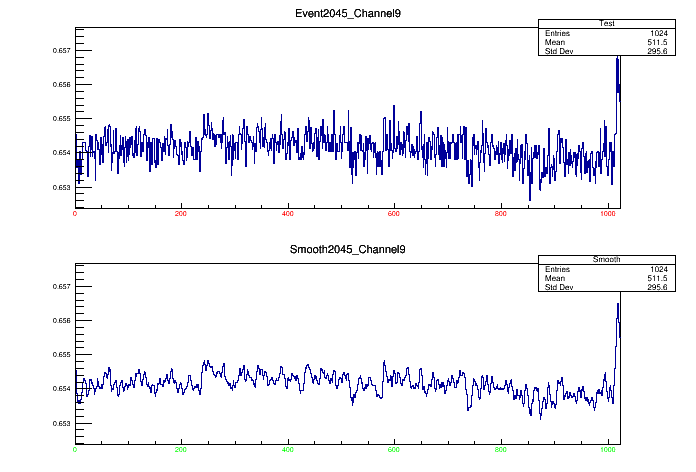 Event2045_Channel9
Test
Entries 1024
Mean 511.5
Std Dev 295.6
0.657
0.656
0.655
0.654
0.653
0 200 400 600 800 1000
Smooth2045_Channel9
Smooth
Entries 1024
Mean 511.5
Std Dev 295.6
0.657
0.656
0.655
0.654
0.653
0 200 400 600 800 1000